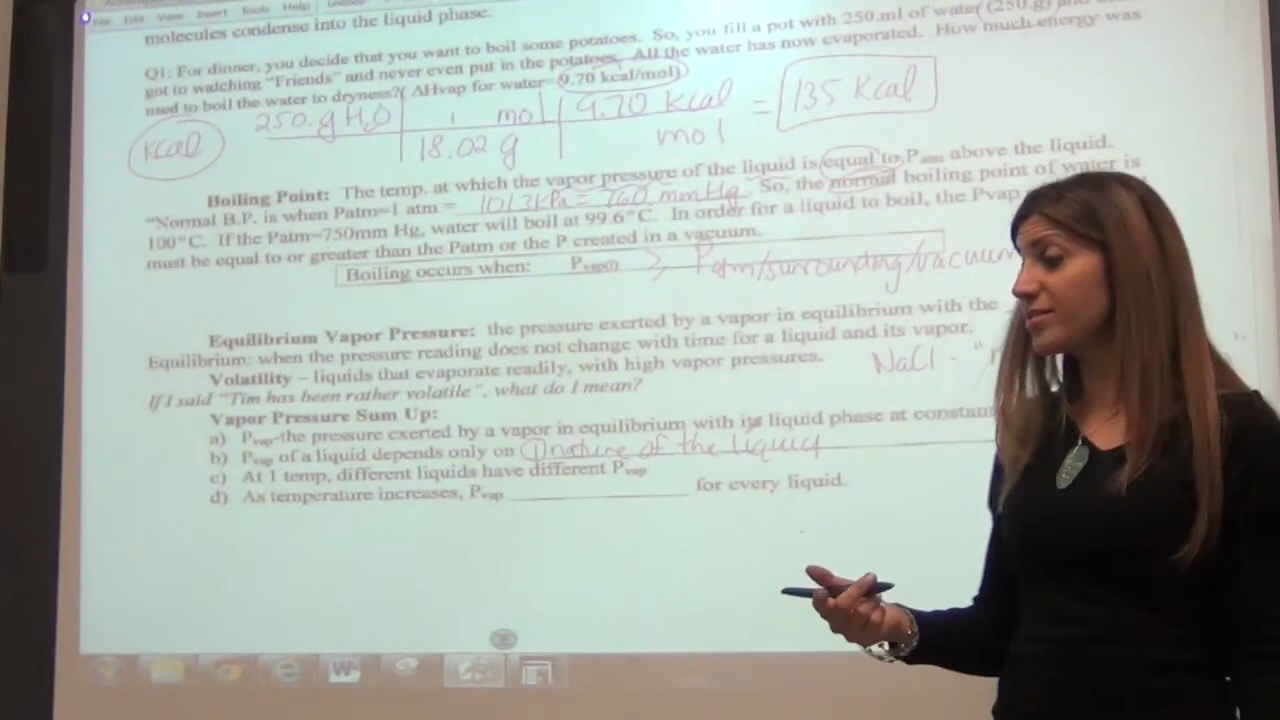 File Edit View Insert Tools Help
molecules condense into the liquid phase.
Q1: For dinner, you decide that you want to boil some potatoes. So, you fill a pot with 250.ml of water (250.g) and
got to watching "Friends" and never even put in the potatoes. All the water has now evaporated. How much energy was
used to boil the water to dryness?( ΔHvap for water= 9.70 kcal/mol)
kcal
250. g H2O | 1 mol | 9.70 kcal = 135 kcal
18.02 g | mol
Boiling Point: The temp. at which the vapor pressure of the liquid is equal to Patm above the liquid.
"Normal B.P. is when Patm=1 atm = 101.3 kPa = 760 mmHg. So, the normal boiling point of water is
100°C. If the Patm=750mm Hg, water will boil at 99.6°C. In order for a liquid to boil, the Pvap
must be equal to or greater than the Patm or the P created in a vacuum.
Boiling occurs when: Pvap(l) ≥ Patm/surrounding/vacuum
Equilibrium Vapor Pressure: the pressure exerted by a vapor in equilibrium with the
Equilibrium: when the pressure reading does not change with time for a liquid and its vapor.
Volatility – liquids that evaporate readily, with high vapor pressures.
NaCl - "
If I said "Tim has been rather volatile", what do I mean?
Vapor Pressure Sum Up:
a) Pvap-the pressure exerted by a vapor in equilibrium with its liquid phase at constant
b) Pvap of a liquid depends only on ① nature of the liquid
c) At 1 temp, different liquids have different Pvap
d) As temperature increases, Pvap ____________ for every liquid.